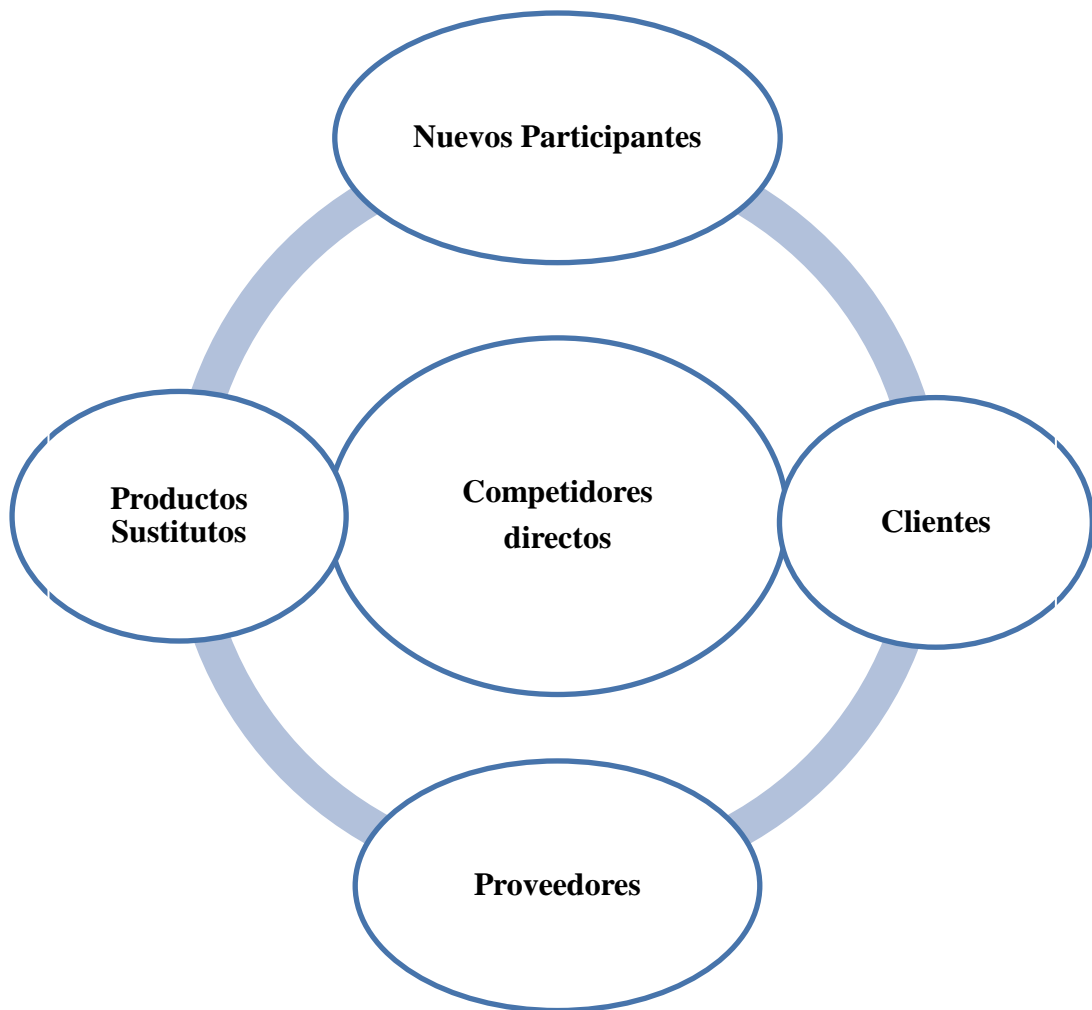 Nuevos Participantes
Productos
Sustitutos
Competidores
directos
Clientes
Proveedores